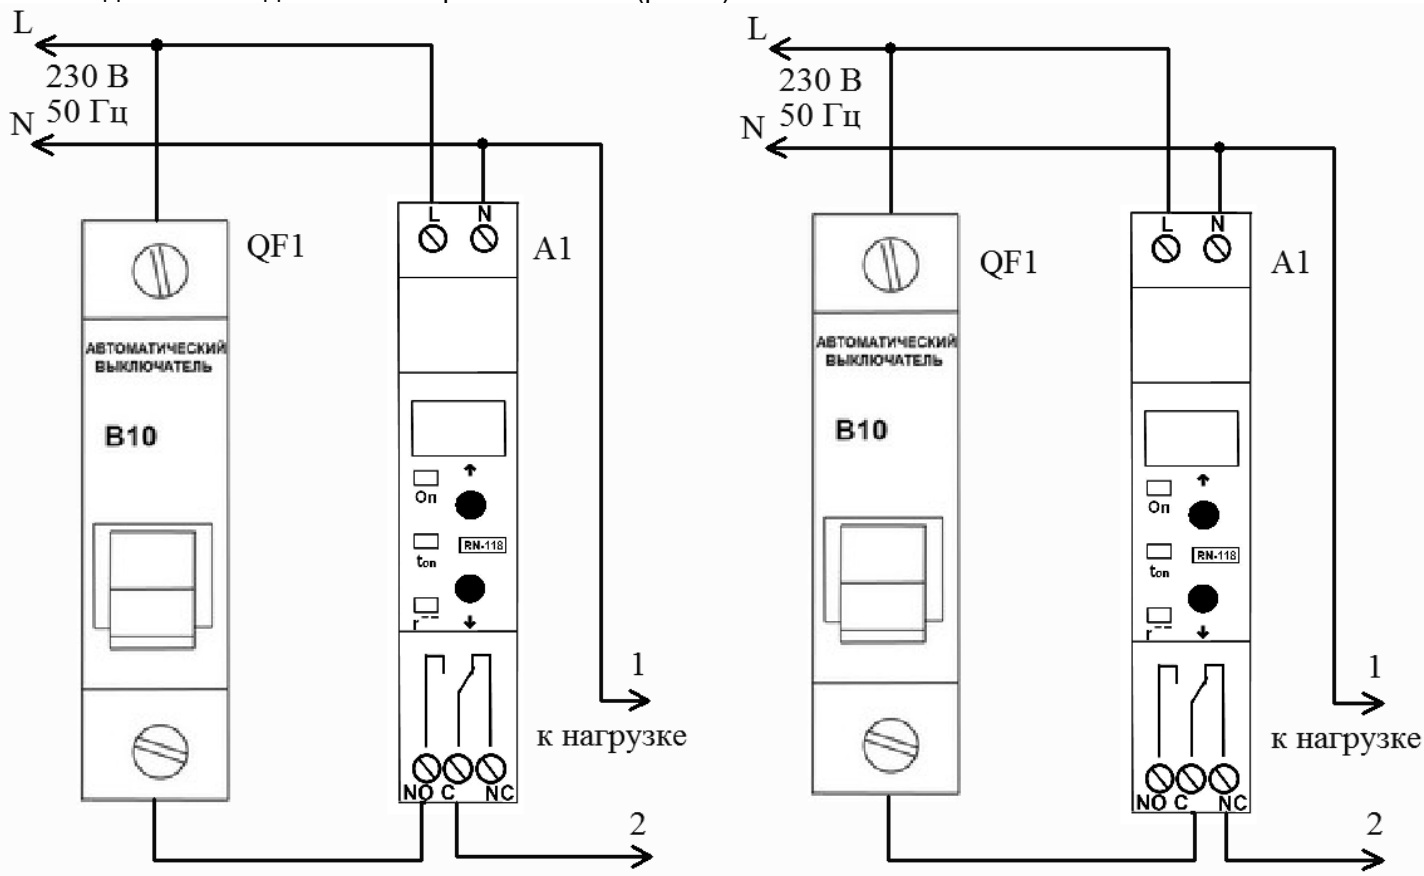 L
230 В
50 Гц
N
QF1
L N
A1
АВТОМАТИЧЕСКИЙ
ВЫКЛЮЧАТЕЛЬ
B10
On
RN-118
ton
r
1
к нагрузке
NO C NC
2
L
230 В
50 Гц
N
QF1
L N
A1
АВТОМАТИЧЕСКИЙ
ВЫКЛЮЧАТЕЛЬ
B10
On
RN-118
ton
r
1
к нагрузке
NO C NC
2